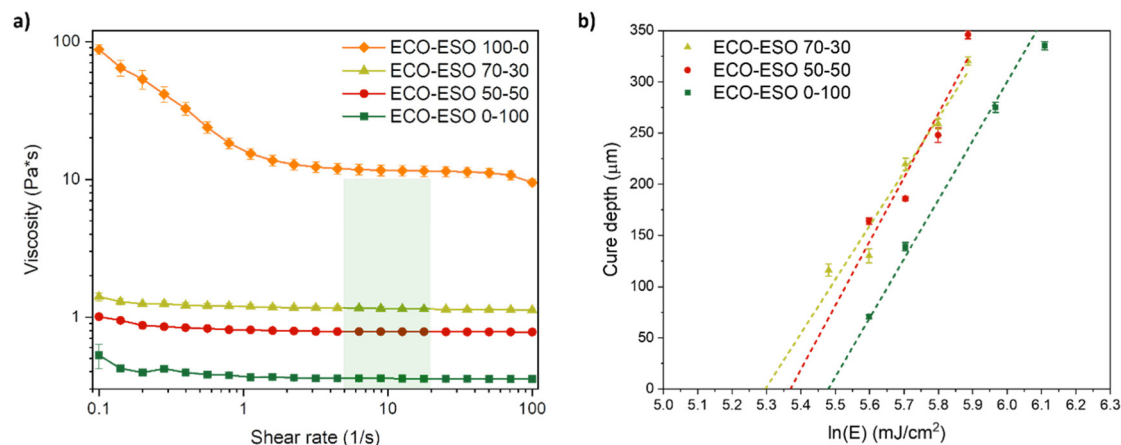 a)
ECO-ESO 100-0
ECO-ESO 70-30
ECO-ESO 50-50
ECO-ESO 0-100
100
10
1
Viscosity (Pa*s)
0.1
1
10
100
Shear rate (1/s)
b)
ECO-ESO 70-30
ECO-ESO 50-50
ECO-ESO 0-100
350
300
250
200
150
100
50
0
Cure depth (μm)
5.0 5.1 5.2 5.3 5.4 5.5 5.6 5.7 5.8 5.9 6.0 6.1 6.2 6.3
ln(E) (mJ/cm²)